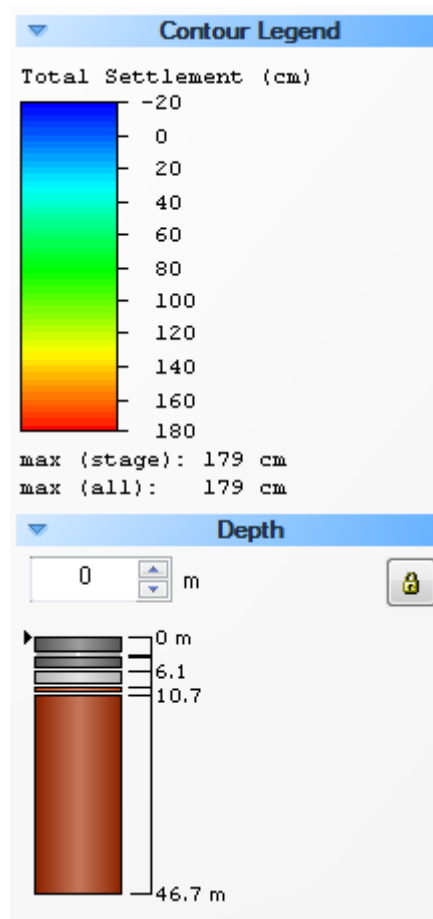 Contour Legend
Total Settlement (cm)
-20
0
20
40
60
80
100
120
140
160
180
max (stage): 179 cm
max (all): 179 cm
Depth
0 m
0 m
6.1
10.7
46.7 m